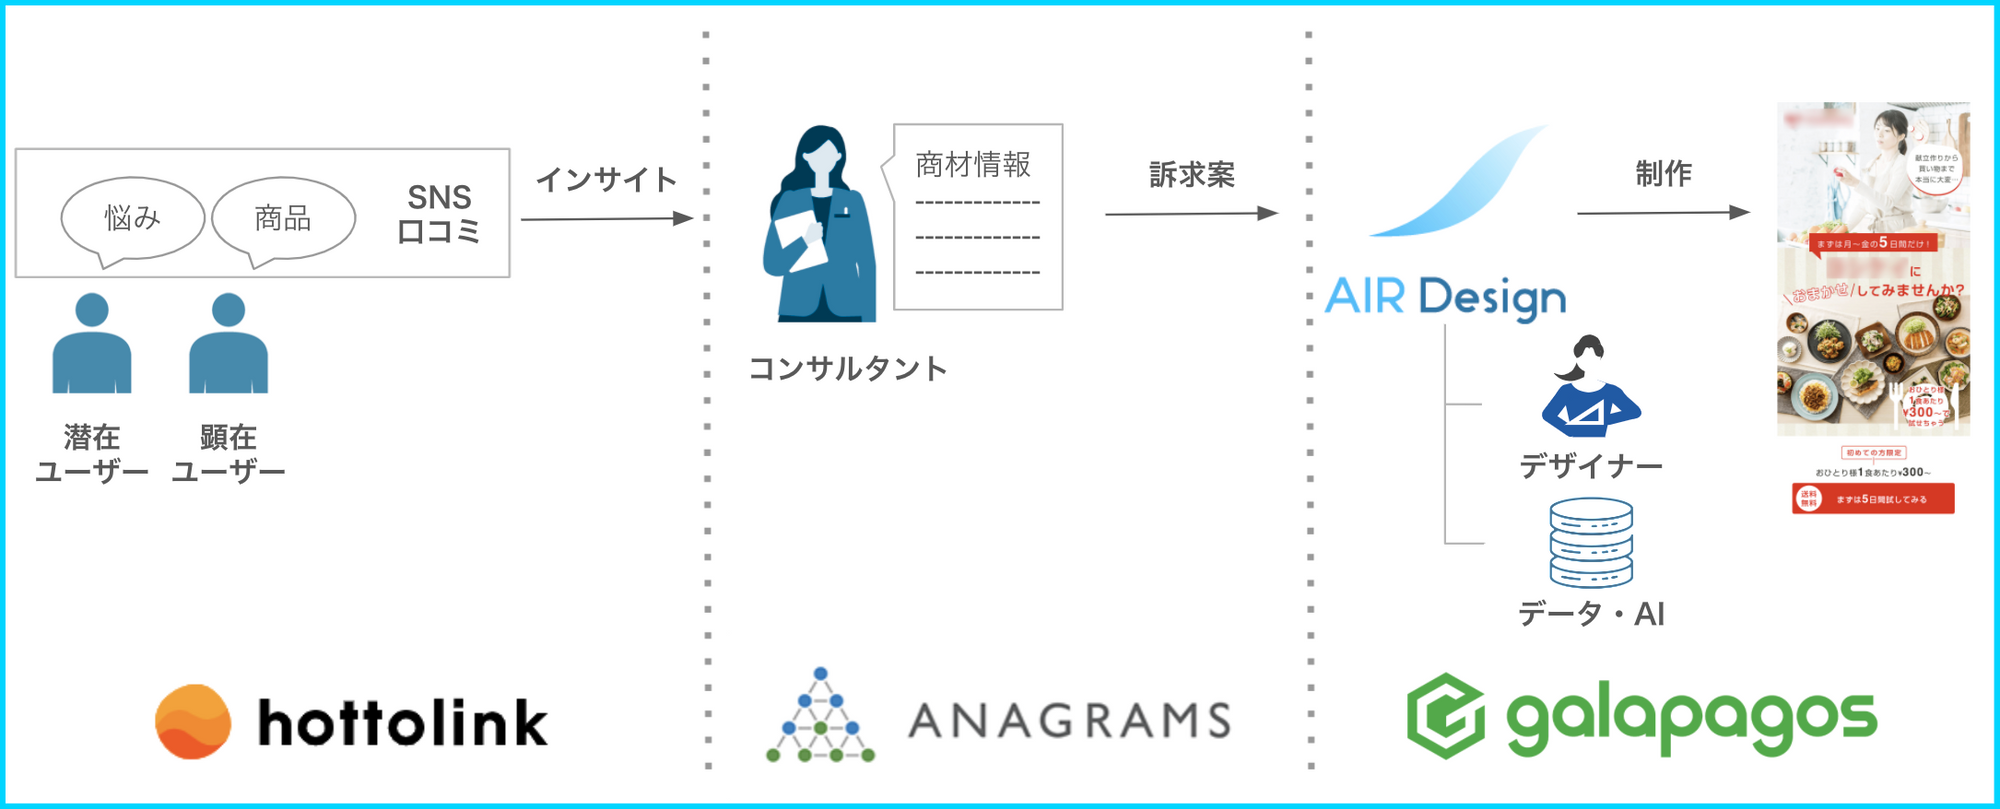 悩み
商品
SNS
口コミ
潜在
ユーザー
顕在
ユーザー
インサイト
hottolink
商材情報
コンサルタント
訴求案
ANAGRAMS
AIR Design
デザイナー
データ・AI
制作
galapagos
献立作りから
買い物まで
本当に大変…
まずは月〜金の5日間だけ！
に
おまかせ/してみませんか？
おひとり様
1食あたり
¥300〜で
試せちゃう
初めての方限定
おひとり様1食あたり¥300〜
送料
無料
まずは5日間試してみる